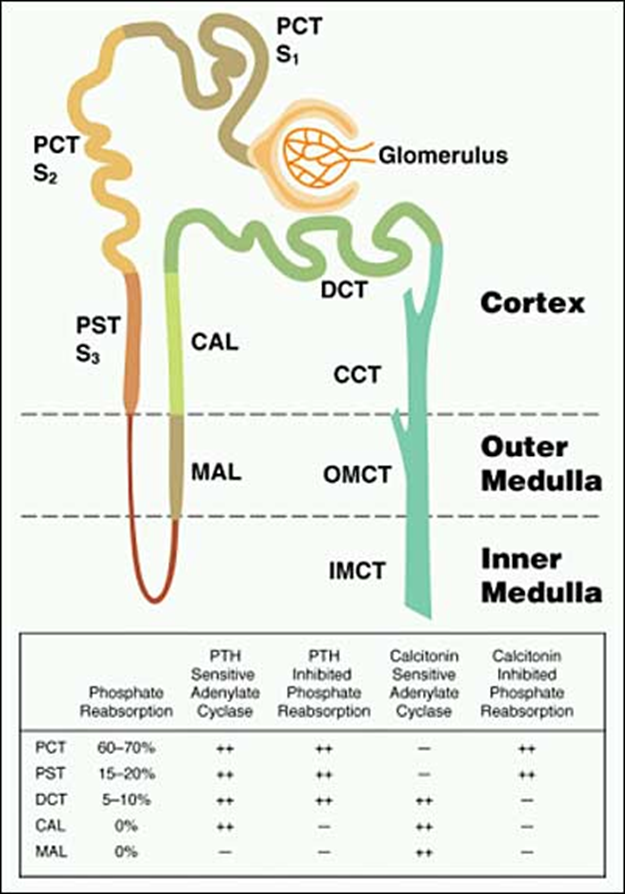 PCT
S1
PCT
S2
Glomerulus
DCT
Cortex
PST
S3
CAL
CCT
MAL
OMCT
Outer
Medulla
IMCT
Inner
Medulla
Phosphate
Reabsorption
PTH
Sensitive
Adenylate
Cyclase
PTH
Inhibited
Phosphate
Reabsorption
Calcitonin
Sensitive
Adenylate
Cyclase
Calcitonin
Inhibited
Phosphate
Reabsorption
PCT 60–70% ++ ++ — ++
PST 15–20% ++ ++ — ++
DCT 5–10% ++ ++ ++ —
CAL 0% ++ — ++ —
MAL 0% — — ++ —